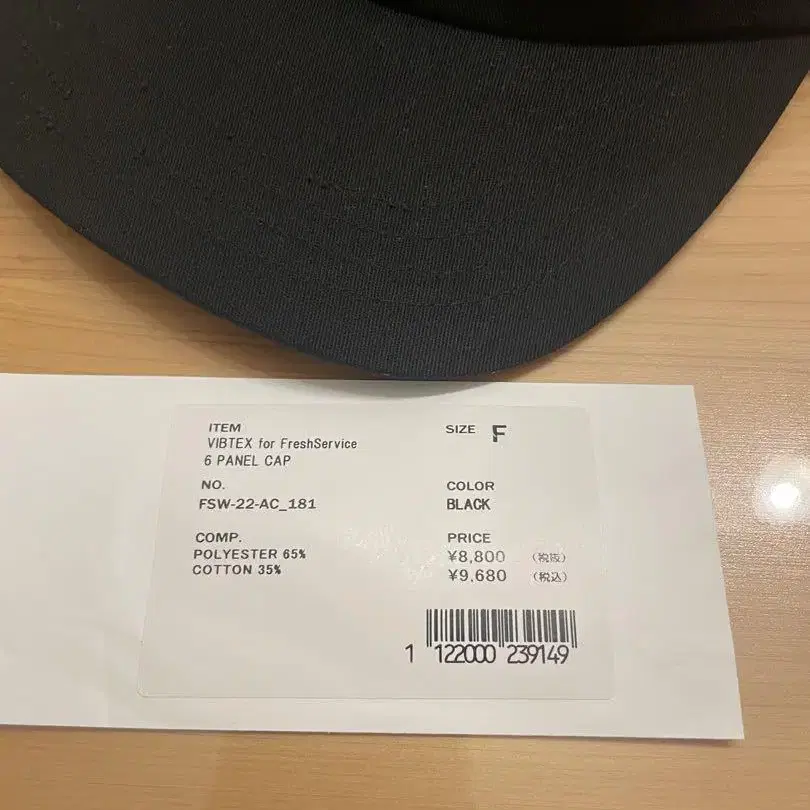 ITEM
VIBTEX for FreshService
6 PANEL CAP
SIZE F
NO.
FSW-22-AC_181
COLOR
BLACK
COMP.
POLYESTER 65%
COTTON 35%
PRICE
¥8,800 (税抜)
¥9,680 (税込)
1 122000 239149